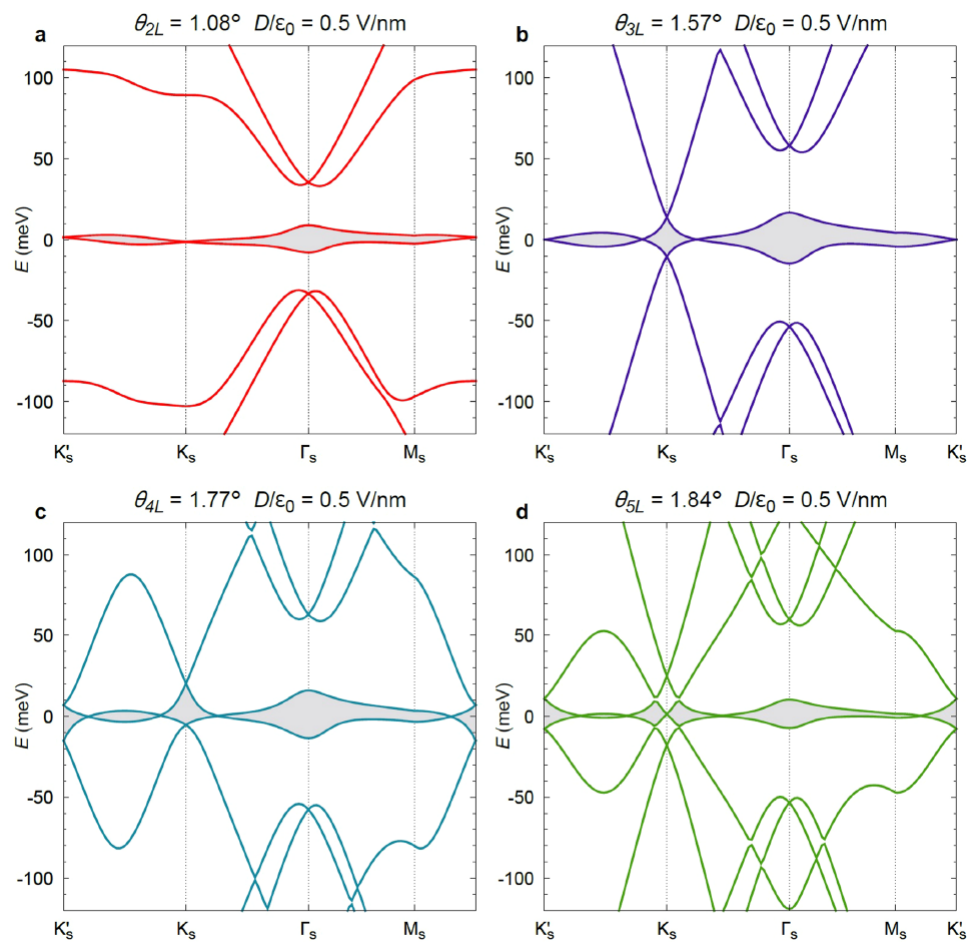 a θ2L = 1.08° D/ε0 = 0.5 V/nm
b θ3L = 1.57° D/ε0 = 0.5 V/nm
100
50
0
-50
-100
E (meV)
K's Ks Γs Ms
100
50
0
-50
-100
E (meV)
K's Ks Γs Ms K's
c θ4L = 1.77° D/ε0 = 0.5 V/nm
d θ5L = 1.84° D/ε0 = 0.5 V/nm
100
50
0
-50
-100
E (meV)
K's Ks Γs Ms
100
50
0
-50
-100
E (meV)
K's Ks Γs Ms K's